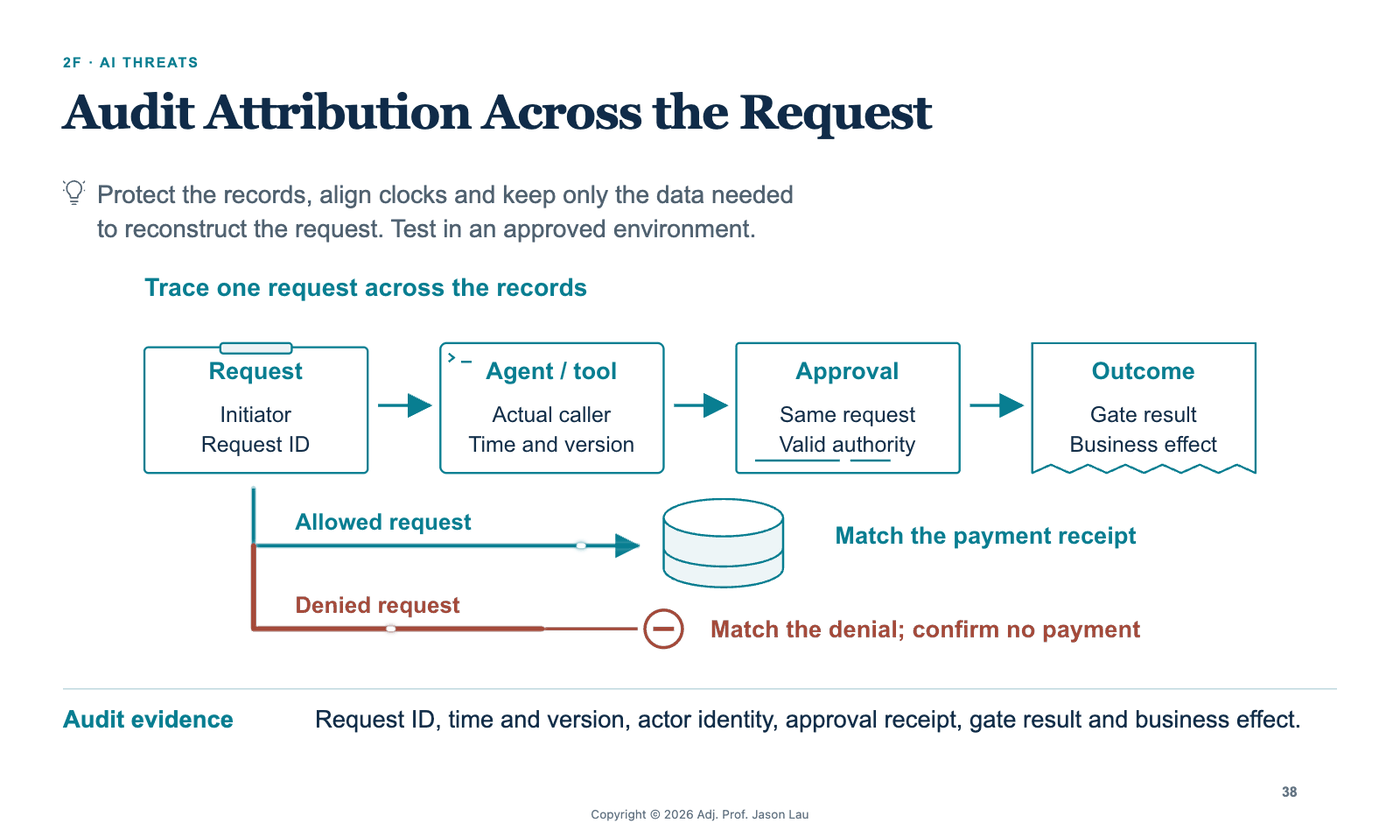 2F · AI THREATS
Audit Attribution Across the Request
Protect the records, align clocks and keep only the data needed
to reconstruct the request. Test in an approved environment.
Trace one request across the records
Request
Initiator
Request ID
>_ Agent / tool
Actual caller
Time and version
Approval
Same request
Valid authority
Outcome
Gate result
Business effect
Allowed request
Match the payment receipt
Denied request
Match the denial; confirm no payment
Audit evidence
Request ID, time and version, actor identity, approval receipt, gate result and business effect.
38
Copyright © 2026 Adj. Prof. Jason Lau